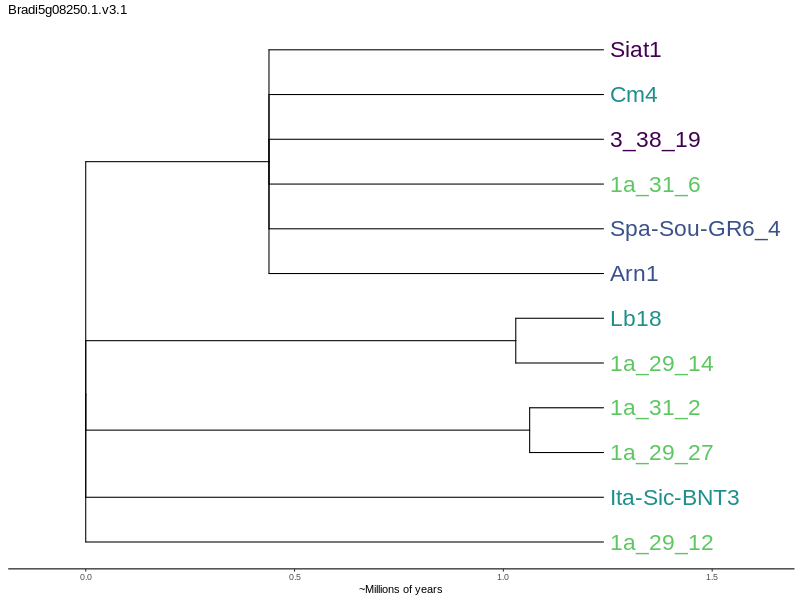 Bradi5g08250.1.v3.1
Siat1
Cm4
3_38_19
1a_31_6
Spa-Sou-GR6_4
Arn1
Lb18
1a_29_14
1a_31_2
1a_29_27
Ita-Sic-BNT3
1a_29_12
0.0 0.5 1.0 1.5
~Millions of years